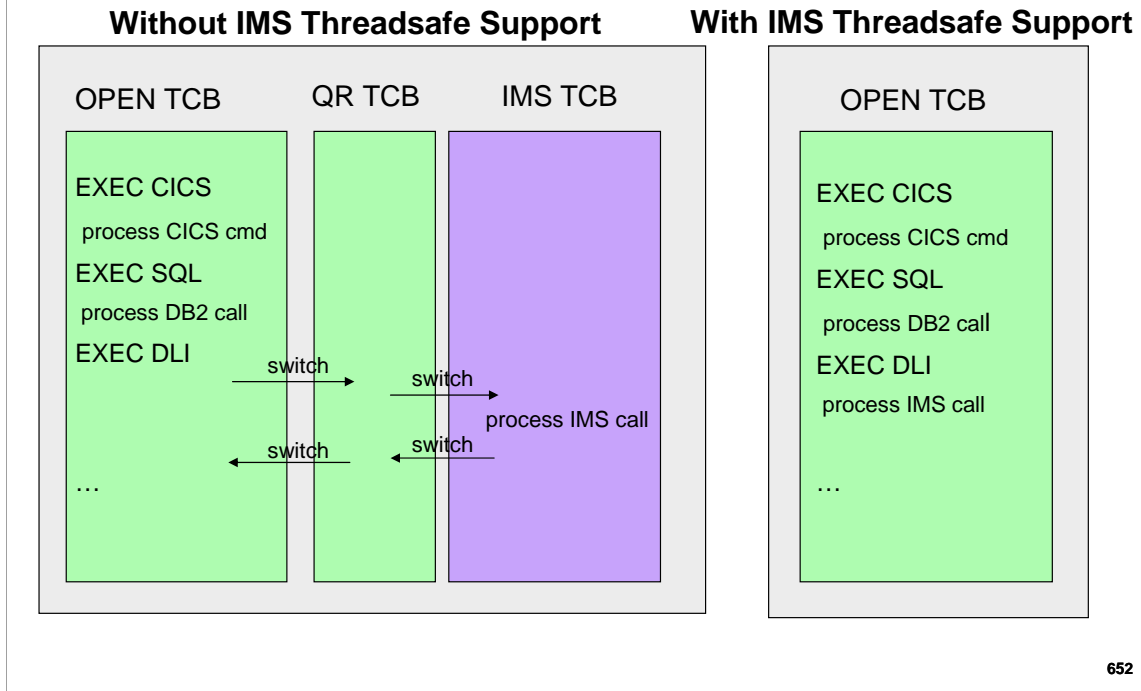 Without IMS Threadsafe Support
OPEN TCB
QR TCB
IMS TCB
EXEC CICS
process CICS cmd
EXEC SQL
process DB2 call
EXEC DLI
switch
switch
process IMS call
switch
switch
…
With IMS Threadsafe Support
OPEN TCB
EXEC CICS
process CICS cmd
EXEC SQL
process DB2 call
EXEC DLI
process IMS call
…
652